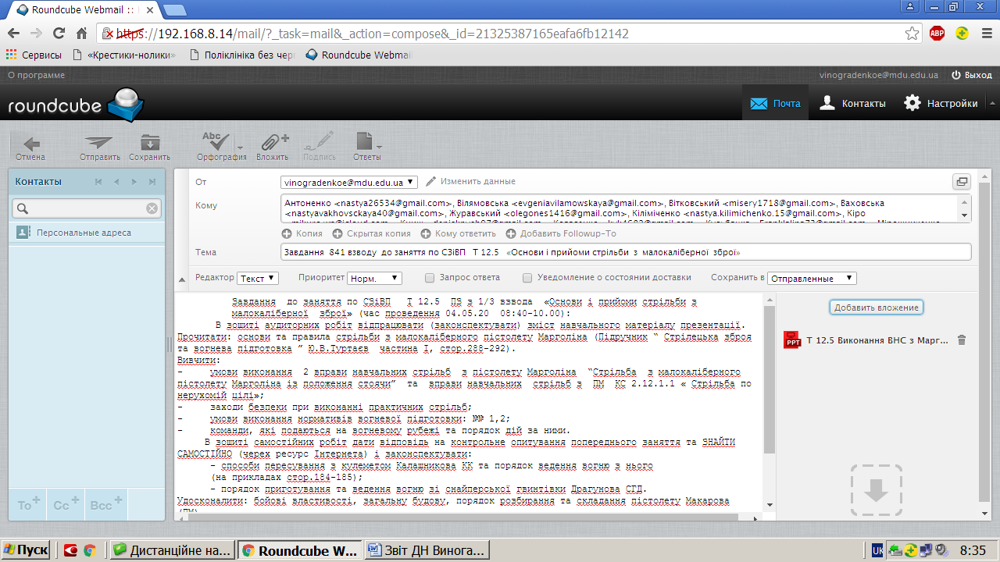 Roundcube Webmail ::
https://192.168.8.14/mail/?_task=mail&_action=compose&_id=21325387165eafa6fb12142
ABP
Сервисы «Крестики-нолики» Поліклініка без чер Roundcube Webmai
О программе vinogradenkoe@mdu.edu.ua Выход
roundcube Почта Контакты Настройки
Abc
Отмена Отправить Сохранить Орфография Вложить Подпись Ответы
Контакты
Персональные адреса
To+ Cc+ Bcc+
От vinogradenkoe@mdu.edu.ua Изменить данные
Кому Антоненко <nastya26534@gmail.com>, Вілямовська <evgeniavilamowskaya@gmail.com>, Вітковський <misery1718@gmail.com>, Ваховська
<nastyavakhovsckaya40@gmail.com>, Журавський <olegones1416@gmail.com>, Кіліміченко <nastya.kilimichenko.15@gmail.com>, Кіро
Копия Скрытая копия Кому ответить Добавить Followup-To
Тема Завдання 841 взводу до заняття по СЗіВП Т 12.5 «Основи і прийоми стрільби з малокаліберної зброї»
Редактор Текст Приоритет Норм. Запрос ответа Уведомление о состоянии доставки Сохранить в Отправленные
Завдання до заняття по СЗіВП Т 12.5 ПЗ з 1/3 взвода «Основи і прийоми стрільби з
малокаліберної зброї» (час проведення 04.05.20 08:40-10.00):
В зошиті аудиторних робіт відпрацювати (законспектувати) зміст навчального матеріалу презентації.
Прочитати: основи та правила стрільби з малокаліберного пістолету Марголіна (Підручник “ Стрілецька зброя
та вогнева підготовка ” Ю.В.Туртаєв частина І, стор.288-292).
Вивчити:
- умови виконання 2 вправи навчальних стрільб з пістолету Марголіна “Стрільба з малокаліберного
пістолету Марголіна із положення стоячи” та вправи навчальних стрільб з ПМ КС 2.12.1.1 « Стрільба по
нерухомій цілі»;
- заходи безпеки при виконанні практичних стрільб;
- умови виконання нормативів вогневої підготовки: №№ 1,2;
- команди, які подаються на вогневому рубежі та порядок дій за ними.
В зошиті самостійних робіт дати відповідь на контрольне опитування попереднього заняття та ЗНАЙТИ
САМОСТІЙНО (черех ресурс Інтернета) і законспектувати:
- способи пересування з кулеметом Калашникова КК та порядок ведення вогню з нього
(на прикладах стор.184-185);
- порядок приготування та ведення вогню зі снайперської гвинтівки Драгунова СГД.
Удосконалити: бойові властивості, загальну будову, порядок розбирання та складання пістолету Макарова
(ПМ)
Добавить вложение
PPT Т 12.5 Виконання ВНС з Марг...
Пуск Дистанційне на... Roundcube W... Звіт ДН Винога... UK 8:35